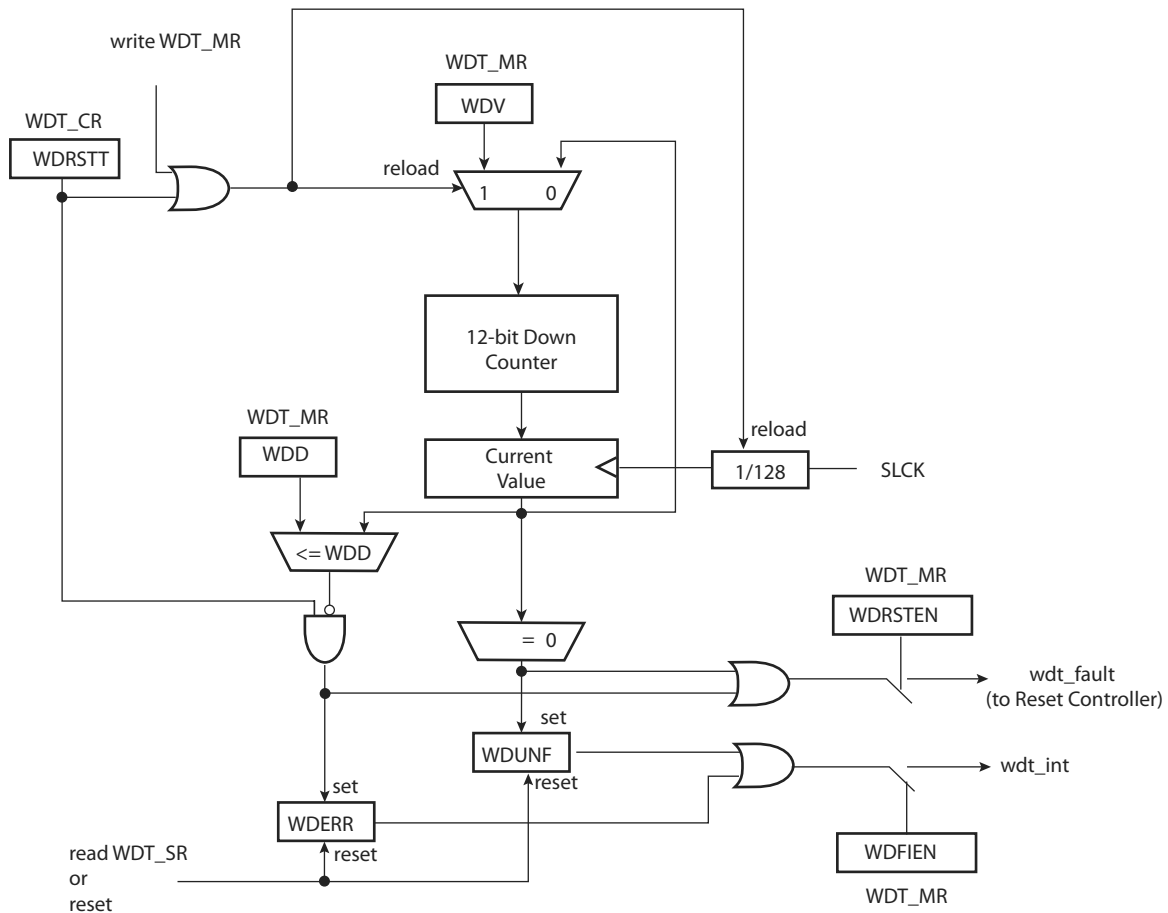 write WDT_MR
WDT_MR
WDV
WDT_CR
WDRSTT
reload
1 0
12-bit Down
Counter
WDT_MR
WDD
Current
Value
reload
1/128
SLCK
<= WDD
= 0
WDT_MR
WDRSTEN
wdt_fault
(to Reset Controller)
set
WDUNF
reset
wdt_int
set
WDERR
reset
read WDT_SR
or
reset
WDFIEN
WDT_MR